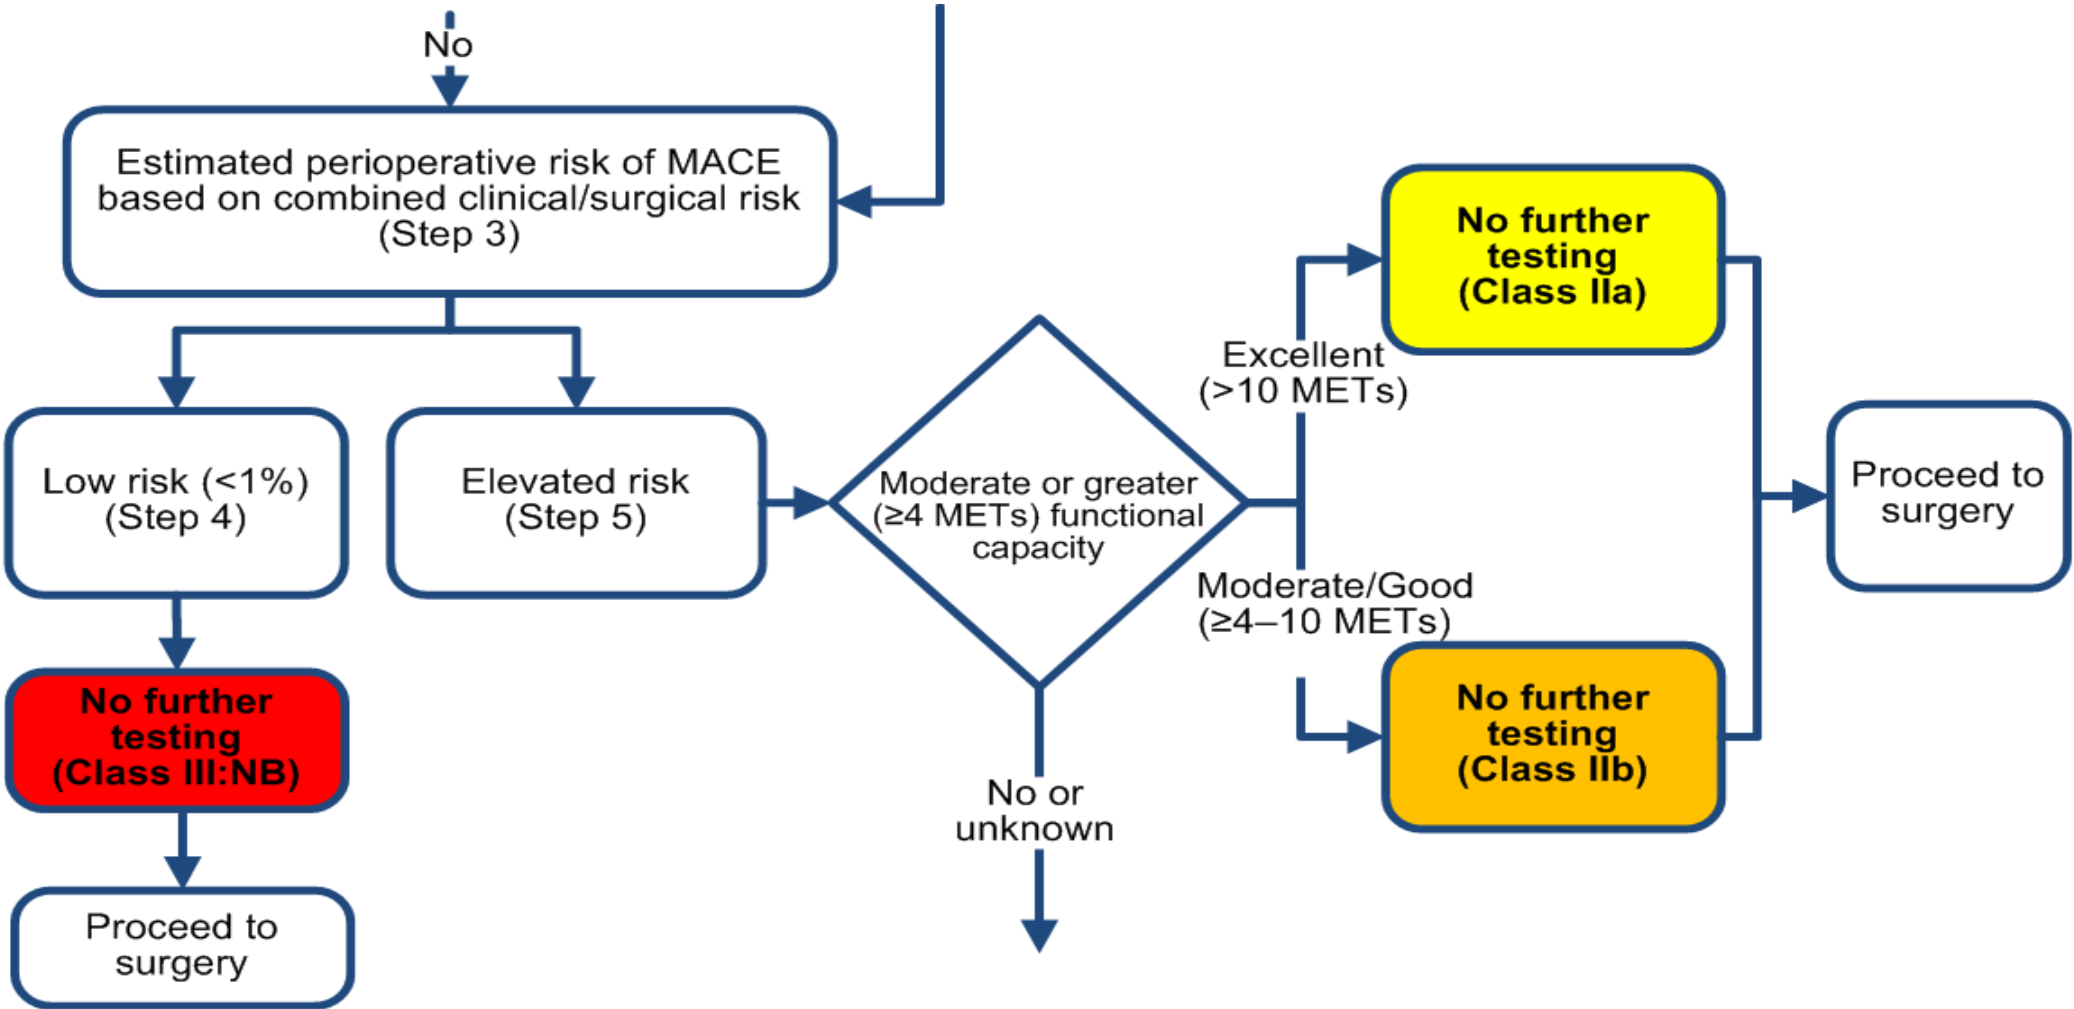 No
Estimated perioperative risk of MACE
based on combined clinical/surgical risk
(Step 3)
Low risk (<1%)
(Step 4)
Elevated risk
(Step 5)
Moderate or greater
(≥4 METs) functional
capacity
Excellent
(>10 METs)
No further
testing
(Class IIa)
Moderate/Good
(≥4–10 METs)
No further
testing
(Class IIb)
Proceed to
surgery
No further
testing
(Class III:NB)
Proceed to
surgery
No or
unknown